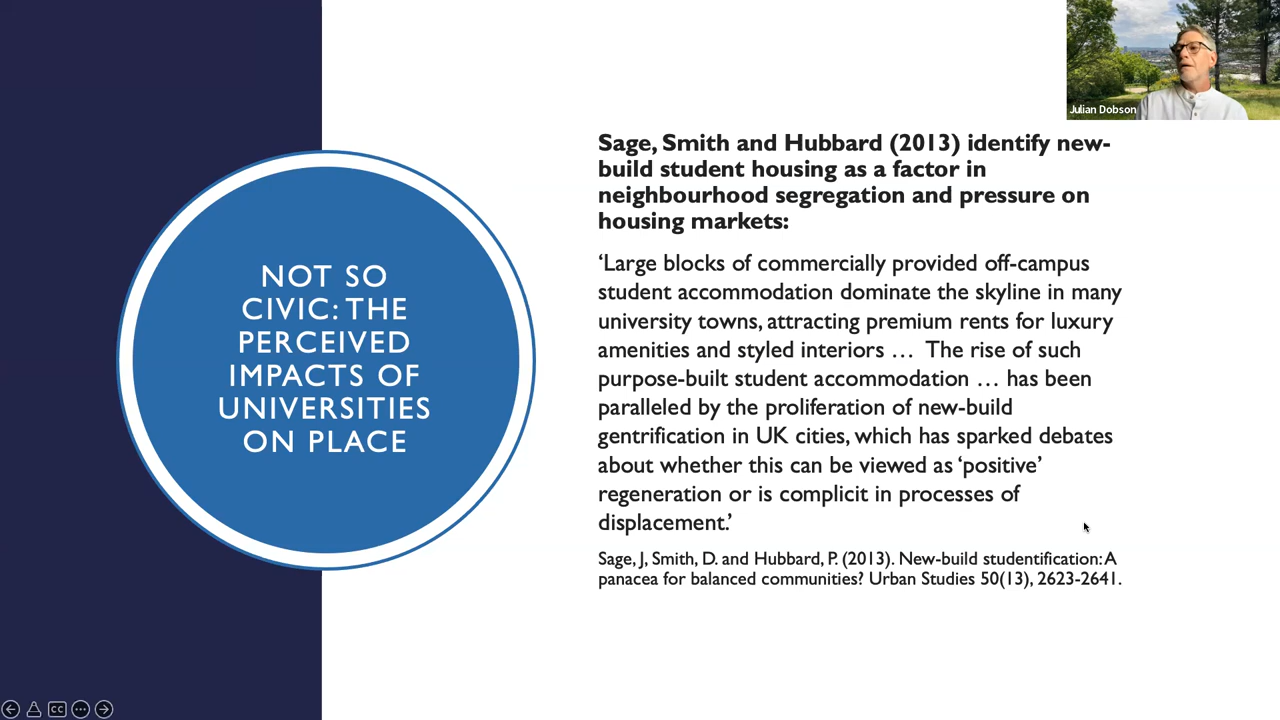 Julian Dobson
NOT SO
CIVIC: THE
PERCEIVED
IMPACTS OF
UNIVERSITIES
ON PLACE
Sage, Smith and Hubbard (2013) identify new-
build student housing as a factor in
neighbourhood segregation and pressure on
housing markets:
‘Large blocks of commercially provided off-campus
student accommodation dominate the skyline in many
university towns, attracting premium rents for luxury
amenities and styled interiors … The rise of such
purpose-built student accommodation … has been
paralleled by the proliferation of new-build
gentrification in UK cities, which has sparked debates
about whether this can be viewed as ‘positive’
regeneration or is complicit in processes of
displacement.’
Sage, J, Smith, D. and Hubbard, P. (2013). New-build studentification: A
panacea for balanced communities? Urban Studies 50(13), 2623-2641.
CC